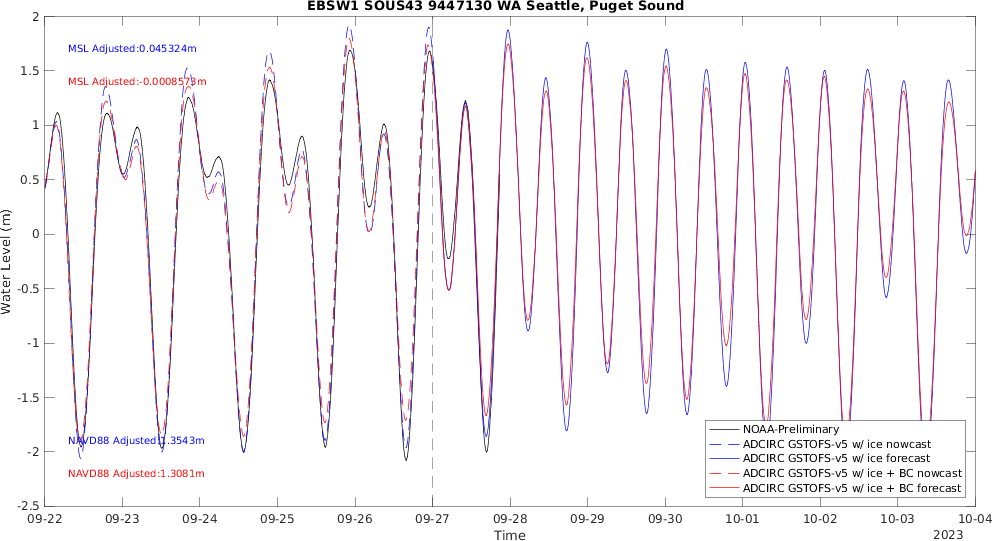 EBSW1 SOUS43 9447130 WA Seattle, Puget Sound
2
1.5
1
0.5
0
-0.5
-1
-1.5
-2
-2.5
Water Level (m)
MSL Adjusted:0.045324m
MSL Adjusted:-0.0008573m
NAVD88 Adjusted:1.3543m
NAVD88 Adjusted:1.3081m
NOAA-Preliminary
ADCIRC GSTOFS-v5 w/ ice nowcast
ADCIRC GSTOFS-v5 w/ ice forecast
ADCIRC GSTOFS-v5 w/ ice + BC nowcast
ADCIRC GSTOFS-v5 w/ ice + BC forecast
09-22 09-23 09-24 09-25 09-26 09-27 09-28 09-29 09-30 10-01 10-02 10-03 10-04
Time
2023